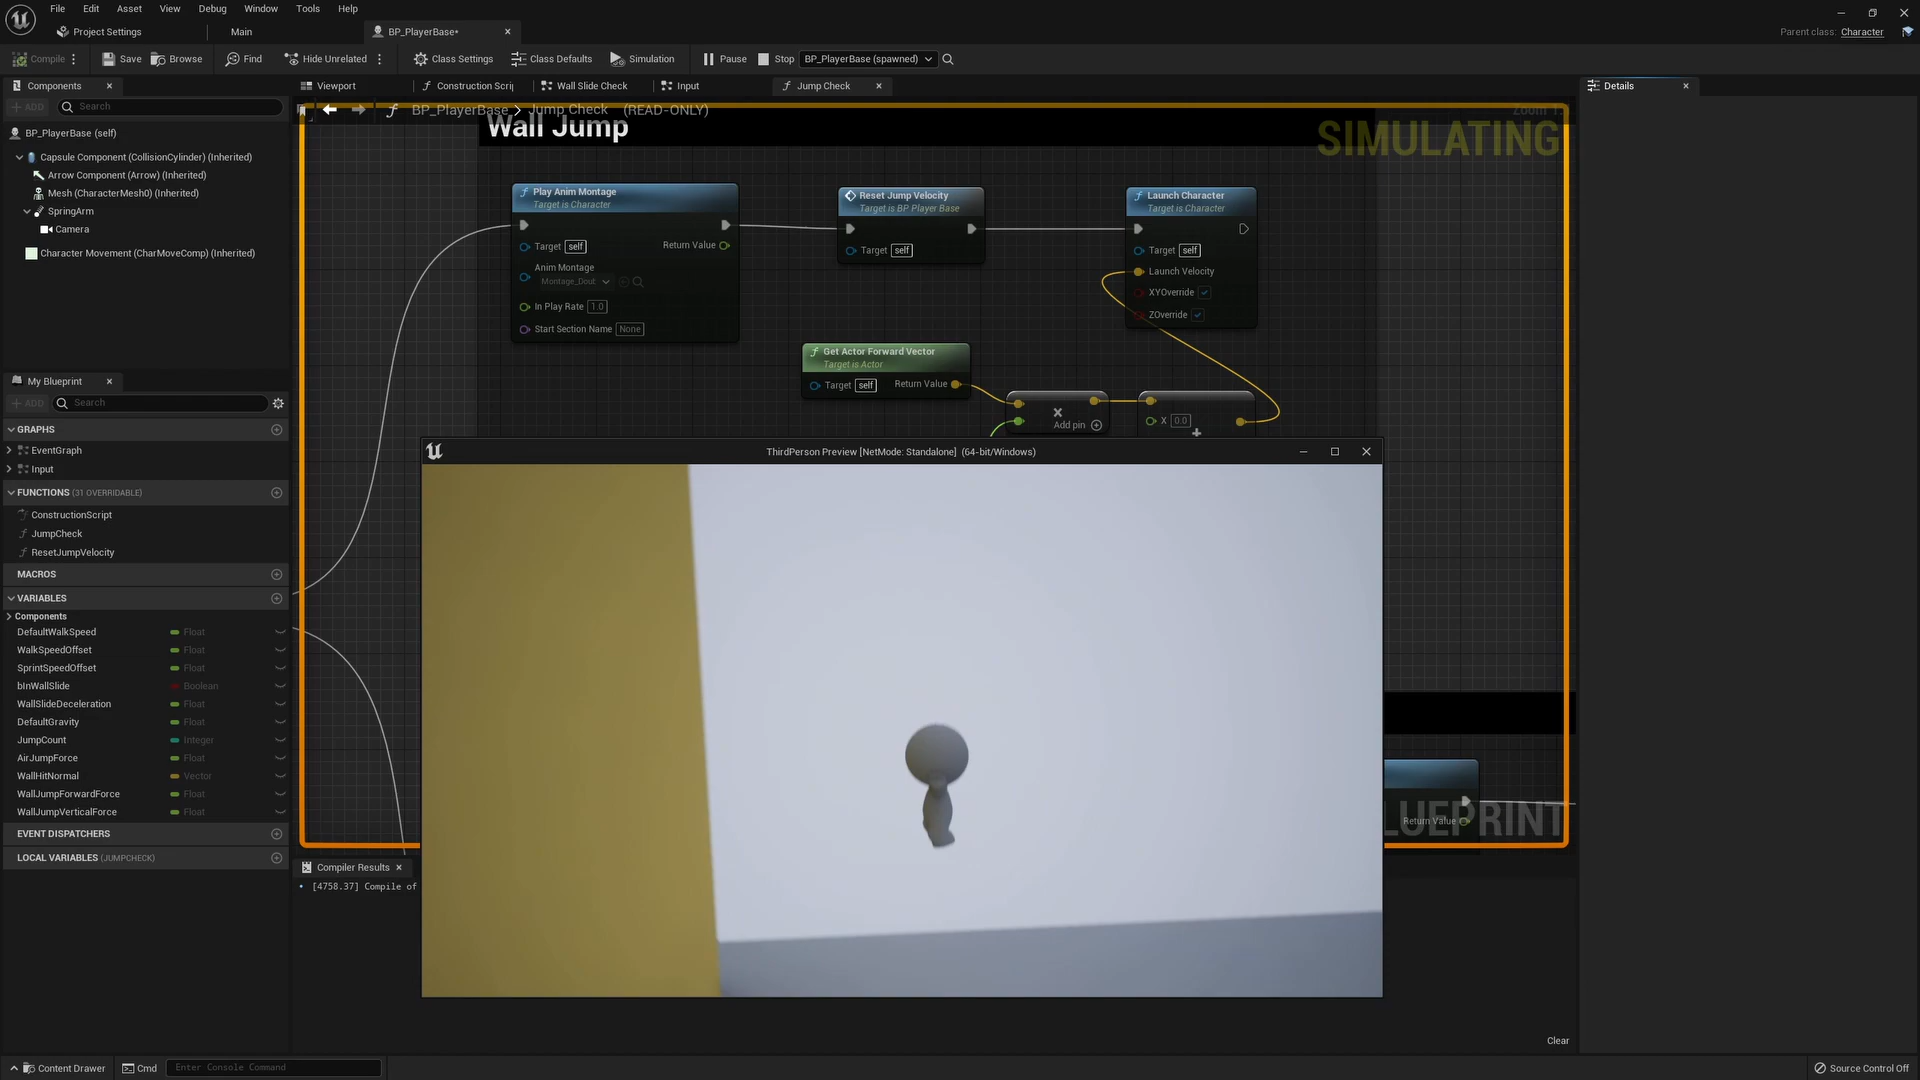 File Edit Asset View Debug Window Tools Help
Project Settings Main BP_PlayerBase*
Parent class: Character
Compile Save Browse Find Hide Unrelated Class Settings Class Defaults Simulation Pause Stop BP_PlayerBase (spawned)
Components
ADD Search
BP_PlayerBase (self)
Capsule Component (CollisionCylinder) (Inherited)
Arrow Component (Arrow) (Inherited)
Mesh (CharacterMesh0) (Inherited)
SpringArm
Camera
Character Movement (CharMoveComp) (Inherited)
My Blueprint
ADD Search
GRAPHS
EventGraph
Input
FUNCTIONS (31 OVERRIDABLE)
ConstructionScript
JumpCheck
ResetJumpVelocity
MACROS
VARIABLES
Components
DefaultWalkSpeed Float
WalkSpeedOffset Float
SprintSpeedOffset Float
bInWallSlide Boolean
WallSlideDeceleration Float
DefaultGravity Float
JumpCount Integer
AirJumpForce Float
WallHitNormal Vector
WallJumpForwardForce Float
WallJumpVerticalForce Float
EVENT DISPATCHERS
LOCAL VARIABLES (JUMPCHECK)
Viewport Construction Scrip Wall Slide Check Input Jump Check
BP_PlayerBase > Jump Check (READ-ONLY)
Wall Jump
SIMULATING
Play Anim Montage
Target is Character
Target self
Return Value
Anim Montage
Montage_Dout
In Play Rate 1.0
Start Section Name None
Reset Jump Velocity
Target is BP Player Base
Target self
Launch Character
Target is Character
Target self
Launch Velocity
XYOverride
ZOverride
Get Actor Forward Vector
Target is Actor
Target self Return Value
Add pin
X 0.0
ThirdPerson Preview [NetMode: Standalone] (64-bit/Windows)
Return Value
LUEPRINT
Compiler Results
[4758.37] Compile of
Clear
Details
Content Drawer Cmd Enter Console Command
Source Control Off